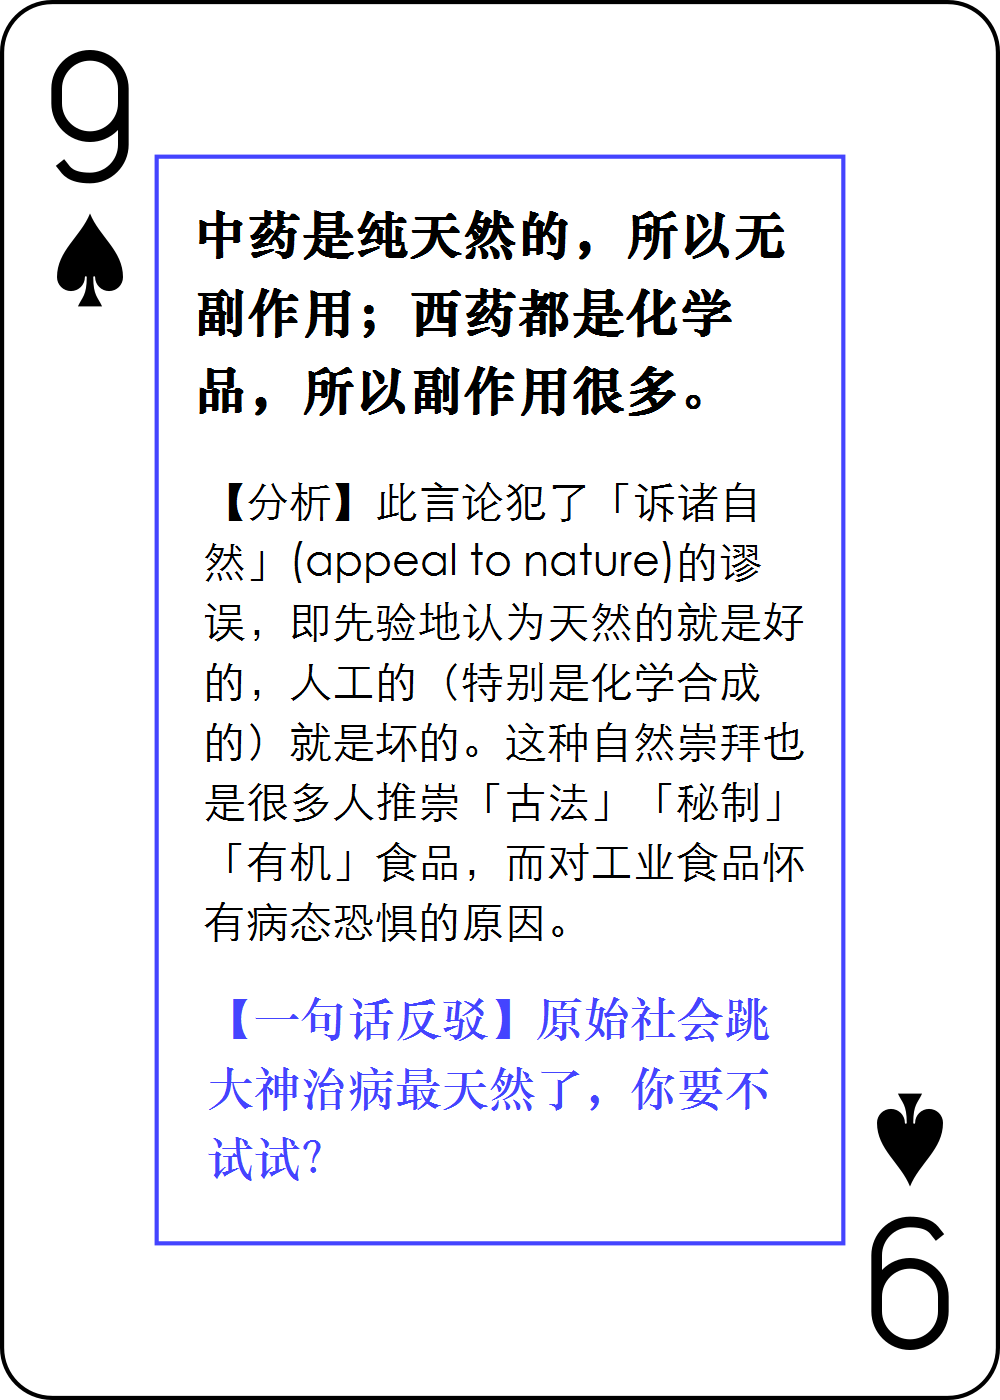 9
中药是纯天然的，所以无
副作用；西药都是化学
品，所以副作用很多。
【分析】此言论犯了「诉诸自
然」(appeal to nature)的谬
误，即先验地认为天然的就是好
的，人工的（特别是化学合成
的）就是坏的。这种自然崇拜也
是很多人推崇「古法」「秘制」
「有机」食品，而对工业食品怀
有病态恐惧的原因。
【一句话反驳】原始社会跳
大神治病最天然了，你要不
试试？
9